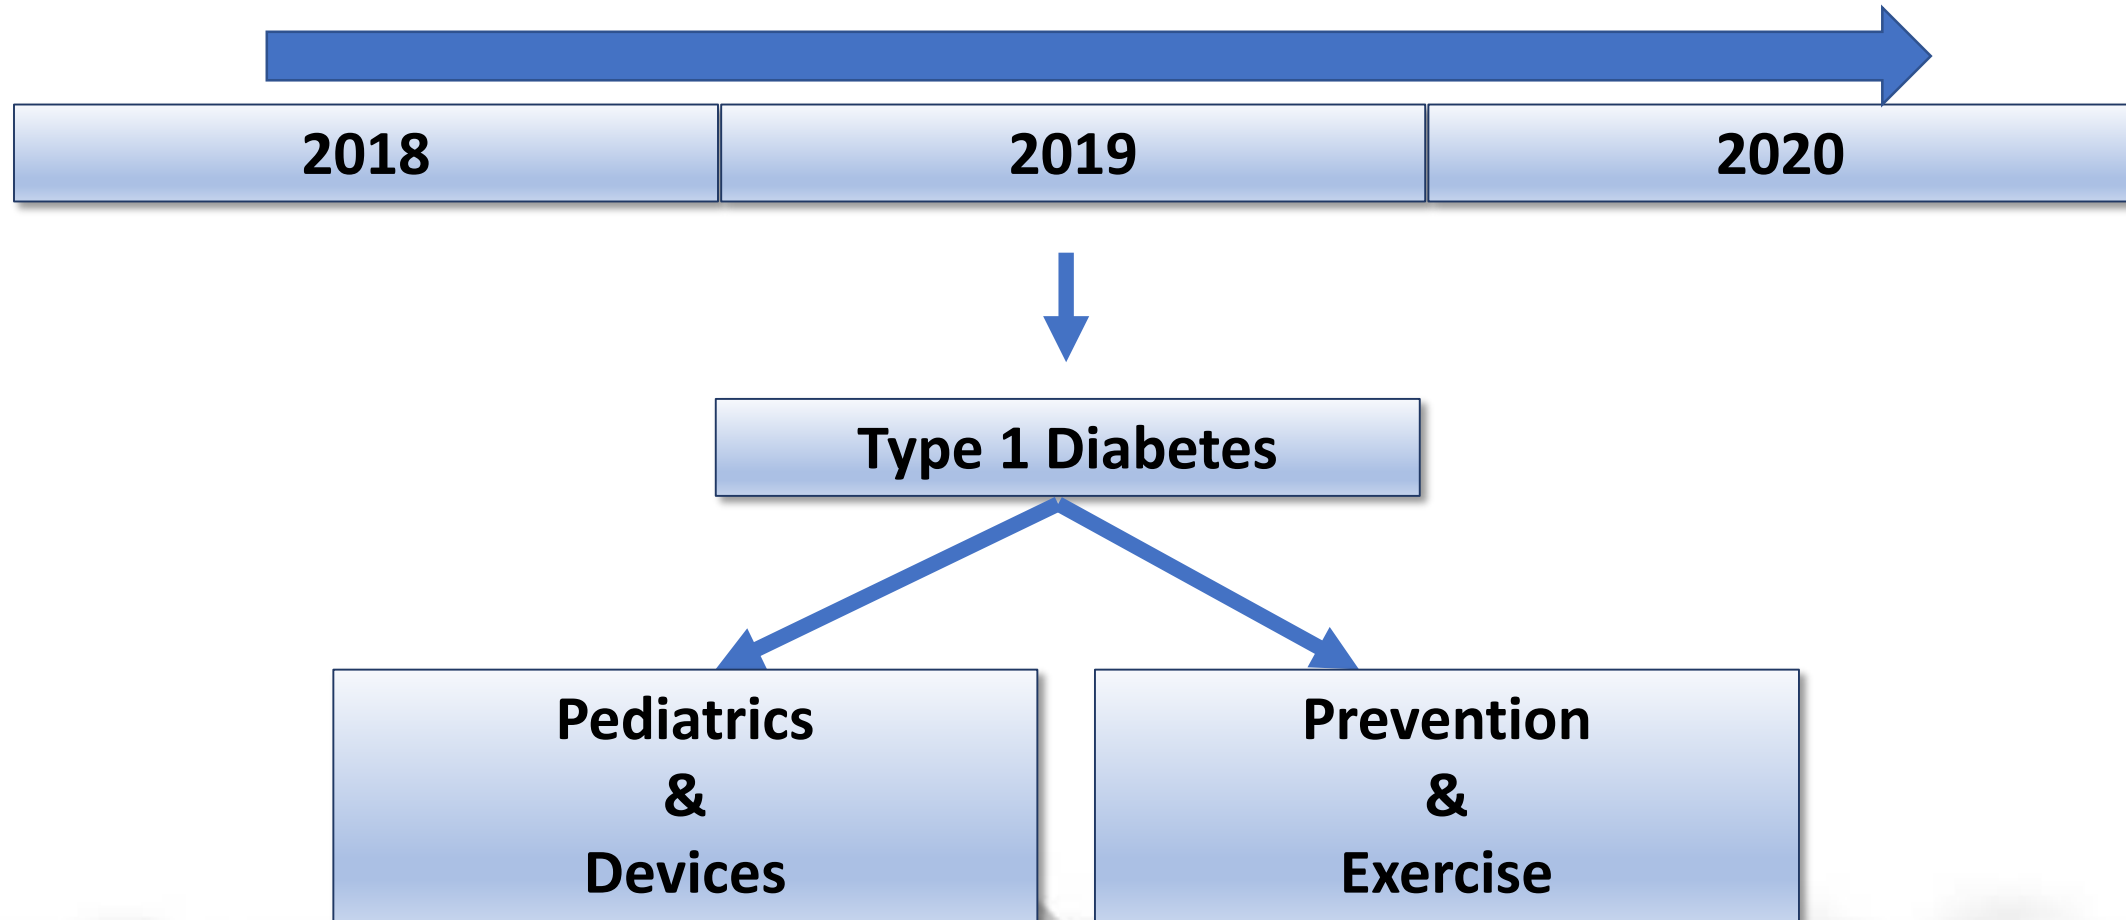 2018
2019
2020
Type 1 Diabetes
Pediatrics
&
Devices
Prevention
&
Exercise